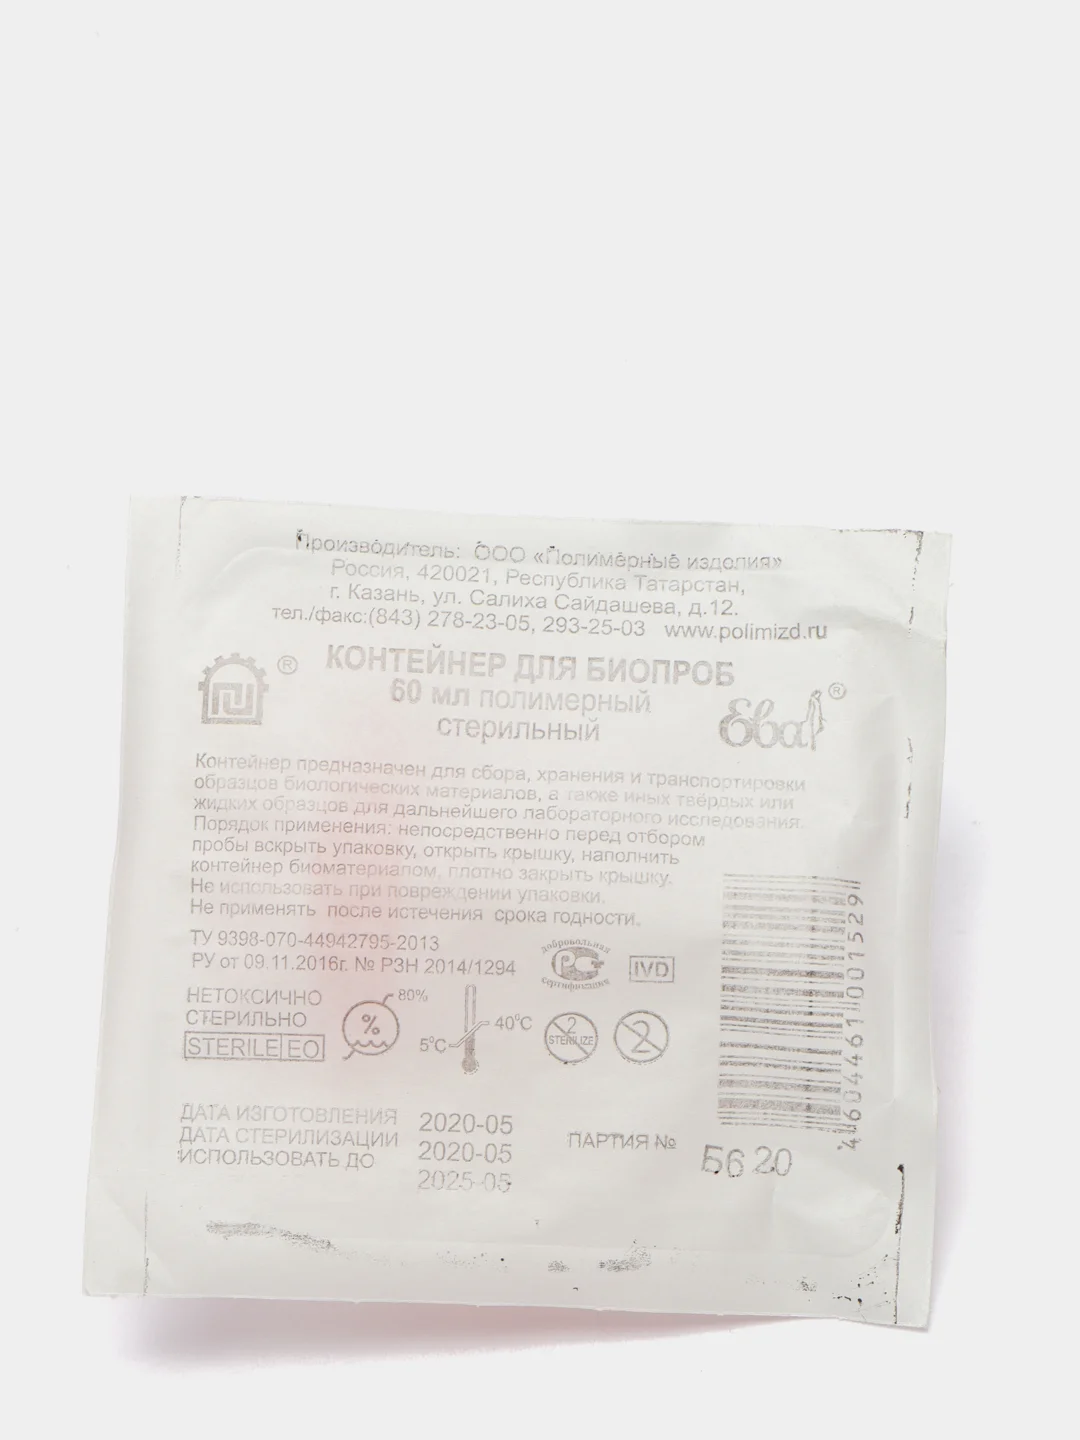 Производитель: ООО «Полимерные изделия»
Россия, 420021, Республика Татарстан,
г. Казань, ул. Салиха Сайдашева, д.12.
тел./факс:(843) 278-23-05, 293-25-03 www.polimizd.ru
®
КОНТЕЙНЕР ДЛЯ БИОПРОБ
60 мл полимерный
стерильный
Ева ®
Контейнер предназначен для сбора, хранения и транспортировки
образцов биологических материалов, а также иных твёрдых или
жидких образцов для дальнейшего лабораторного исследования.
Порядок применения: непосредственно перед отбором
пробы вскрыть упаковку, открыть крышку, наполнить
контейнер биоматериалом, плотно закрыть крышку.
Не использовать при повреждении упаковки.
Не применять после истечения срока годности.
ТУ 9398-070-44942795-2013
РУ от 09.11.2016г. № РЗН 2014/1294
добровольная
РСТ
сертификация
IVD
НЕТОКСИЧНО
СТЕРИЛЬНО
STERILE EO
% 80%
5°C 40°C
2
STERILIZE
2
4604461001529
ДАТА ИЗГОТОВЛЕНИЯ 2020-05
ДАТА СТЕРИЛИЗАЦИИ 2020-05
ИСПОЛЬЗОВАТЬ ДО 2025-05
ПАРТИЯ № Б620